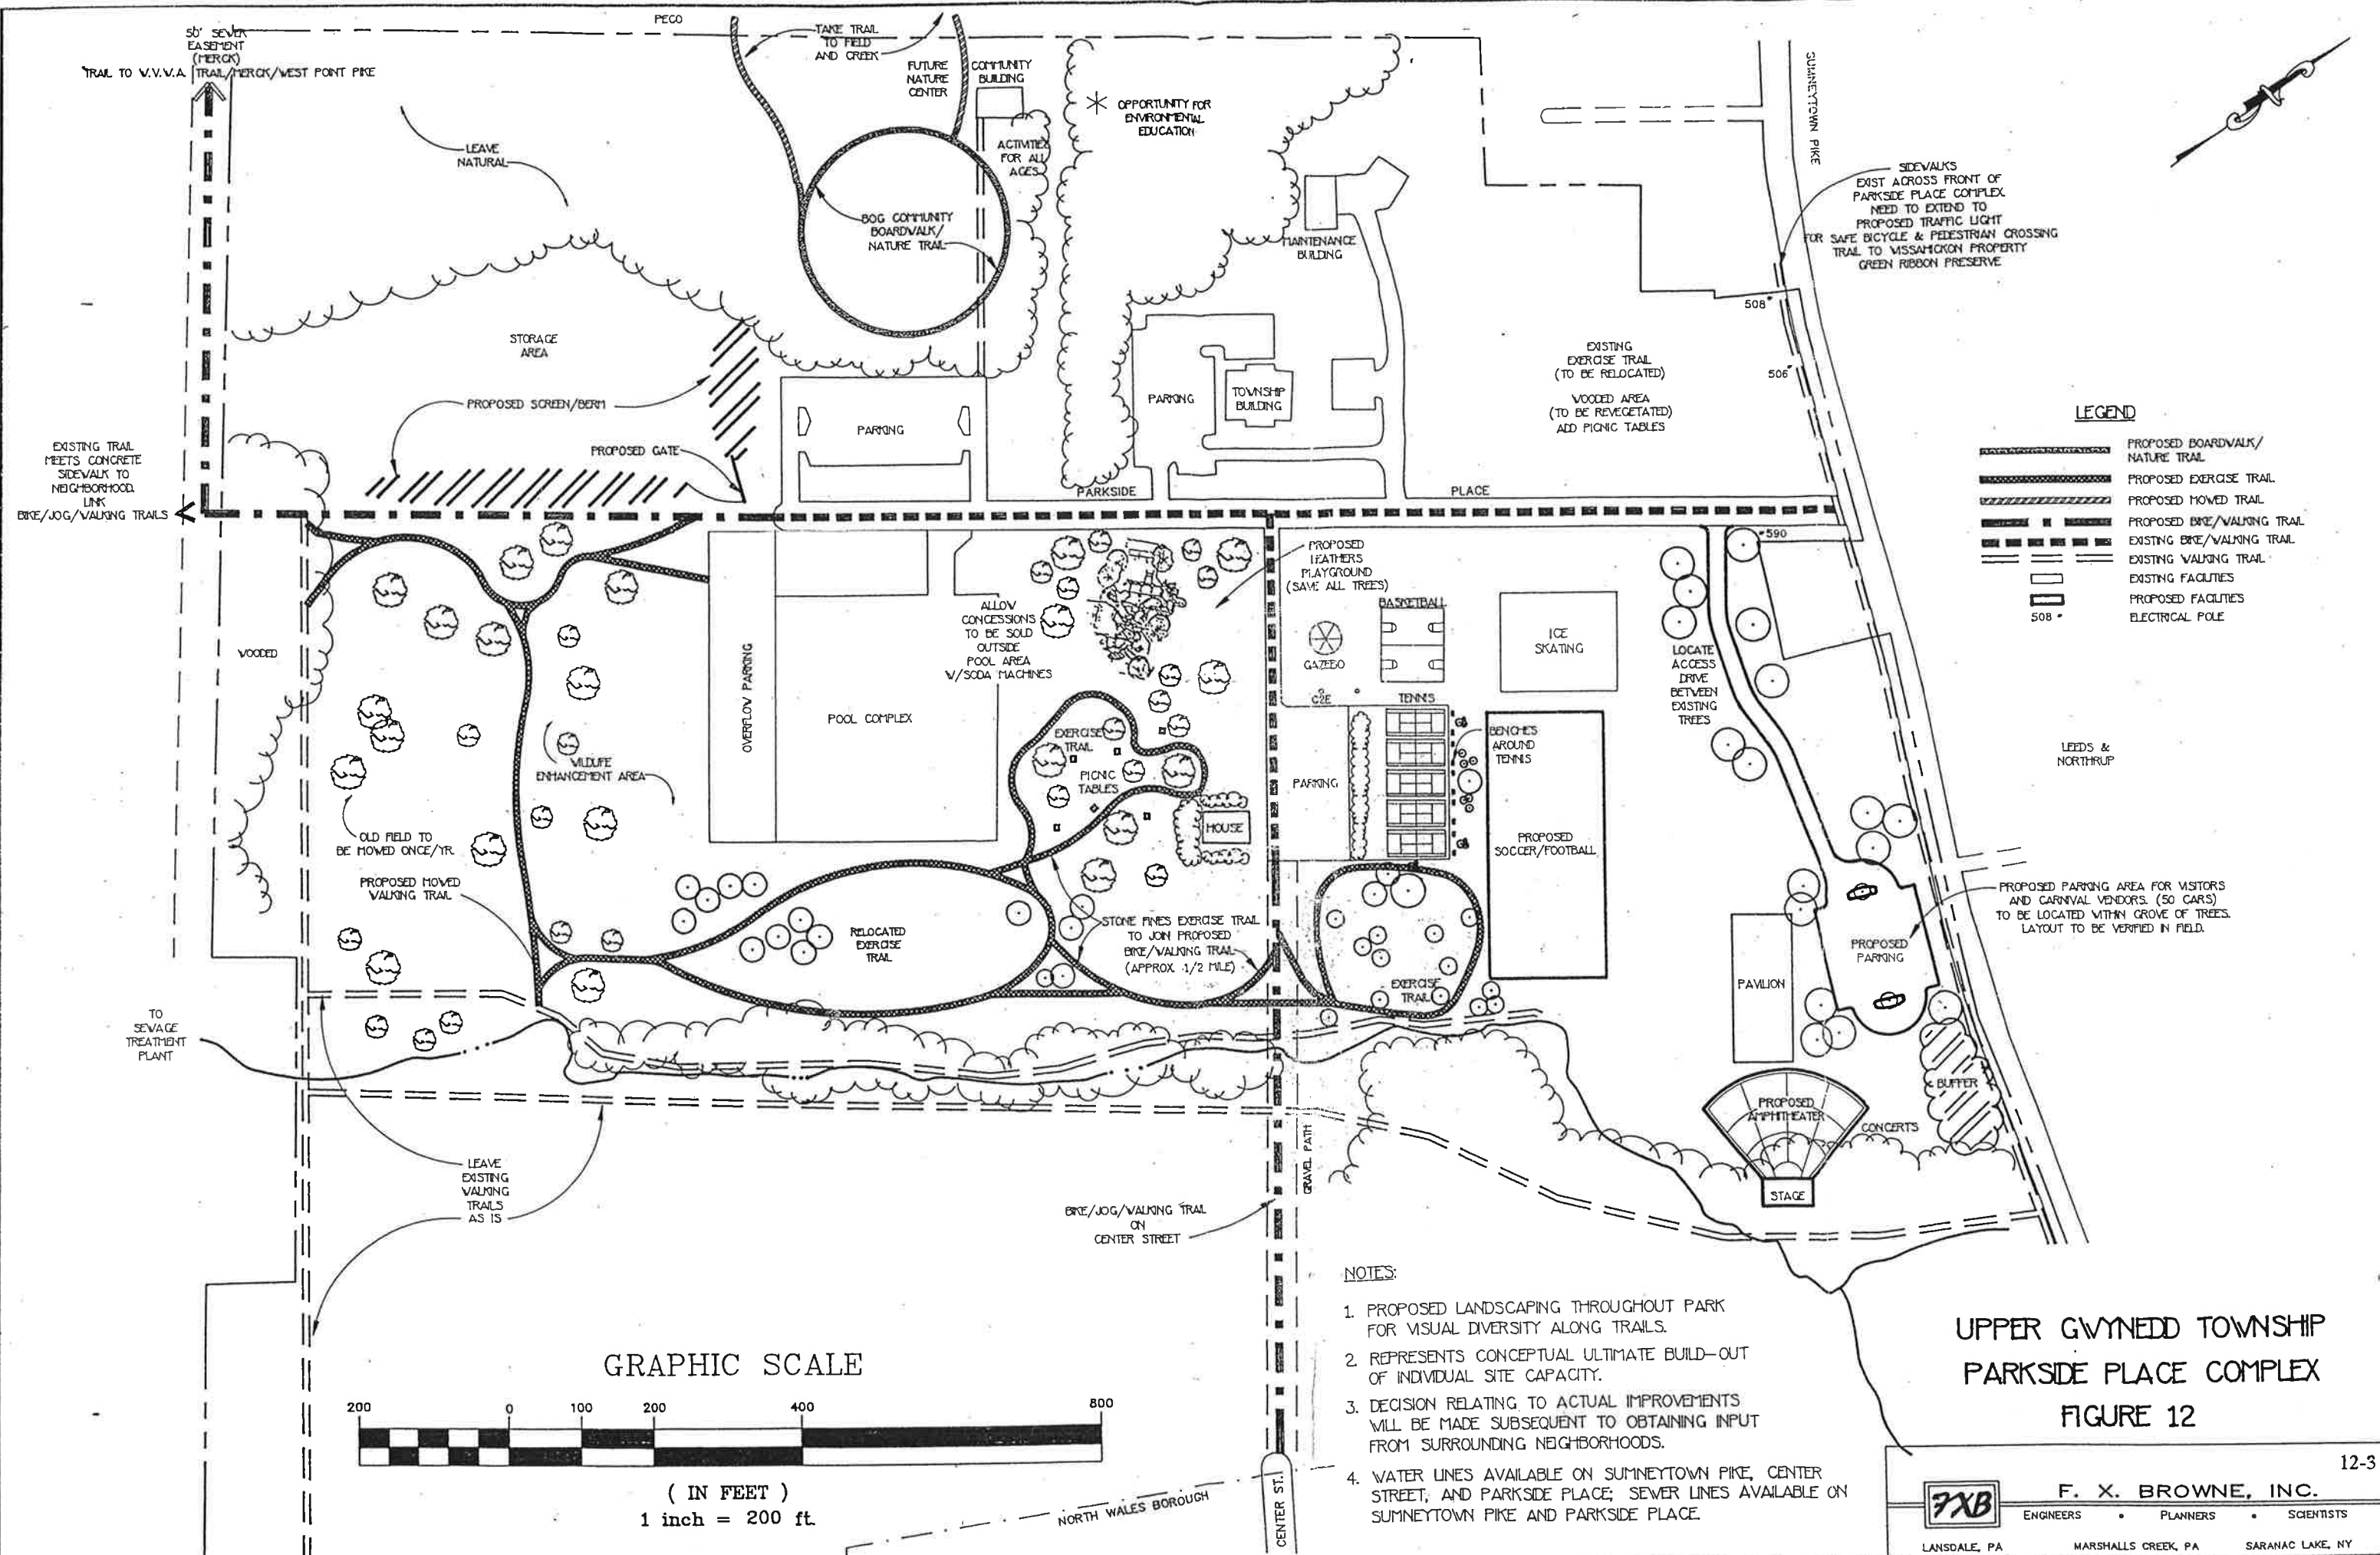 PECO
50' SEWER
EASEMENT
(MERCK)
TRAIL TO W.V.W.A. TRAIL/MERCK/WEST POINT PIKE
TAKE TRAIL
TO FIELD
AND CREEK
FUTURE
NATURE
CENTER
COMMUNITY
BUILDING
OPPORTUNITY FOR
ENVIRONMENTAL
EDUCATION
ACTIVITIES
FOR ALL
AGES
LEAVE
NATURAL
BOG COMMUNITY
BOARDWALK/
NATURE TRAIL
MAINTENANCE
BUILDING
SUMNEYTOWN PIKE
SIDEWALKS
EXIST ACROSS FRONT OF
PARKSIDE PLACE COMPLEX
NEED TO EXTEND TO
PROPOSED TRAFFIC LIGHT
FOR SAFE BICYCLE & PEDESTRIAN CROSSING
TRAIL TO WISSAHICKON PROPERTY
GREEN RIBBON PRESERVE
508
506
STORAGE
AREA
EXISTING
EXERCISE TRAIL
(TO BE RELOCATED)
WOODED AREA
(TO BE REVEGETATED)
ADD PICNIC TABLES
PROPOSED SCREEN/BERM
PARKING
PARKING
TOWNSHIP
BUILDING
PROPOSED GATE
EXISTING TRAIL
MEETS CONCRETE
SIDEWALK TO
NEIGHBORHOOD.
LINK
BIKE/JOG/WALKING TRAILS
PARKSIDE
PLACE
LEGEND
PROPOSED BOARDWALK/
NATURE TRAIL
PROPOSED EXERCISE TRAIL
PROPOSED MOWED TRAIL
PROPOSED BIKE/WALKING TRAIL
EXISTING BIKE/WALKING TRAIL
EXISTING WALKING TRAIL
EXISTING FACILITIES
PROPOSED FACILITIES
508
ELECTRICAL POLE
590
PROPOSED
LEATHERS
PLAYGROUND
(SAVE ALL TREES)
BASKETBALL
GAZEBO
ICE
SKATING
ALLOW
CONCESSIONS
TO BE SOLD
OUTSIDE
POOL AREA
W/SODA MACHINES
WOODED
OVERFLOW PARKING
POOL COMPLEX
LOCATE
ACCESS
DRIVE
BETWEEN
EXISTING
TREES
TENNIS
BENCHES
AROUND
TENNIS
EXERCISE
TRAIL
PICNIC
TABLES
WILDLIFE
ENHANCEMENT AREA
PARKING
LEEDS &
NORTHRUP
HOUSE
OLD FIELD TO
BE MOWED ONCE/YR.
PROPOSED
SOCCER/FOOTBALL
PROPOSED MOWED
WALKING TRAIL
PROPOSED PARKING AREA FOR VISITORS
AND CARNIVAL VENDORS. (50 CARS)
TO BE LOCATED WITHIN GROVE OF TREES.
LAYOUT TO BE VERIFIED IN FIELD.
RELOCATED
EXERCISE
TRAIL
STONE FINES EXERCISE TRAIL
TO JOIN PROPOSED
BIKE/WALKING TRAIL
(APPROX. 1/2 MILE)
EXERCISE
TRAIL
PROPOSED
PARKING
PAVILION
TO
SEWAGE
TREATMENT
PLANT
BUFFER
PROPOSED
AMPHITHEATER
CONCERTS
STAGE
LEAVE
EXISTING
WALKING
TRAILS
AS IS
GRAVEL PATH
BIKE/JOG/WALKING TRAIL
ON
CENTER STREET
NOTES:
1. PROPOSED LANDSCAPING THROUGHOUT PARK
FOR VISUAL DIVERSITY ALONG TRAILS.
2. REPRESENTS CONCEPTUAL ULTIMATE BUILD-OUT
OF INDIVIDUAL SITE CAPACITY.
3. DECISION RELATING TO ACTUAL IMPROVEMENTS
WILL BE MADE SUBSEQUENT TO OBTAINING INPUT
FROM SURROUNDING NEIGHBORHOODS.
4. WATER LINES AVAILABLE ON SUMNEYTOWN PIKE, CENTER
STREET, AND PARKSIDE PLACE; SEWER LINES AVAILABLE ON
SUMNEYTOWN PIKE AND PARKSIDE PLACE.
GRAPHIC SCALE
200 0 100 200 400 800
( IN FEET )
1 inch = 200 ft.
NORTH WALES BOROUGH
CENTER ST.
UPPER GWYNEDD TOWNSHIP
PARKSIDE PLACE COMPLEX
FIGURE 12
12-3
FXB
F. X. BROWNE, INC.
ENGINEERS • PLANNERS • SCIENTISTS
LANSDALE, PA MARSHALLS CREEK, PA SARANAC LAKE, NY